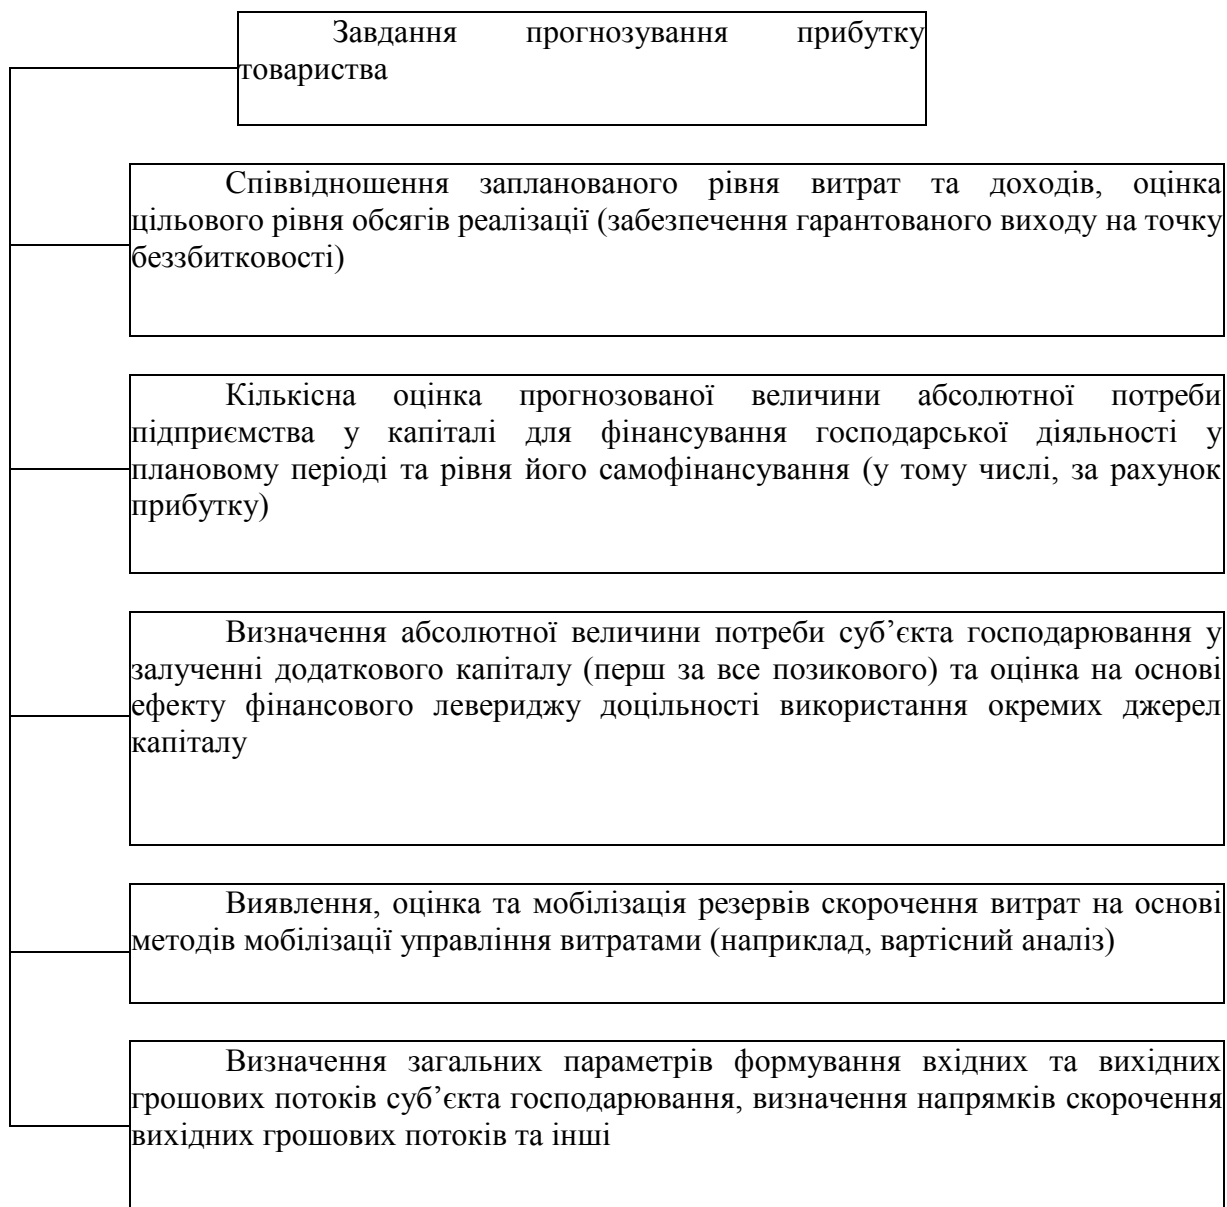 Завдання прогнозування прибутку
товариства
Співвідношення запланованого рівня витрат та доходів, оцінка
цільового рівня обсягів реалізації (забезпечення гарантованого виходу на точку
беззбитковості)
Кількісна оцінка прогнозованої величини абсолютної потреби
підприємства у капіталі для фінансування господарської діяльності у
плановому періоді та рівня його самофінансування (у тому числі, за рахунок
прибутку)
Визначення абсолютної величини потреби суб’єкта господарювання у
залученні додаткового капіталу (перш за все позикового) та оцінка на основі
ефекту фінансового левериджу доцільності використання окремих джерел
капіталу
Виявлення, оцінка та мобілізація резервів скорочення витрат на основі
методів мобілізації управління витратами (наприклад, вартісний аналіз)
Визначення загальних параметрів формування вхідних та вихідних
грошових потоків суб’єкта господарювання, визначення напрямків скорочення
вихідних грошових потоків та інші